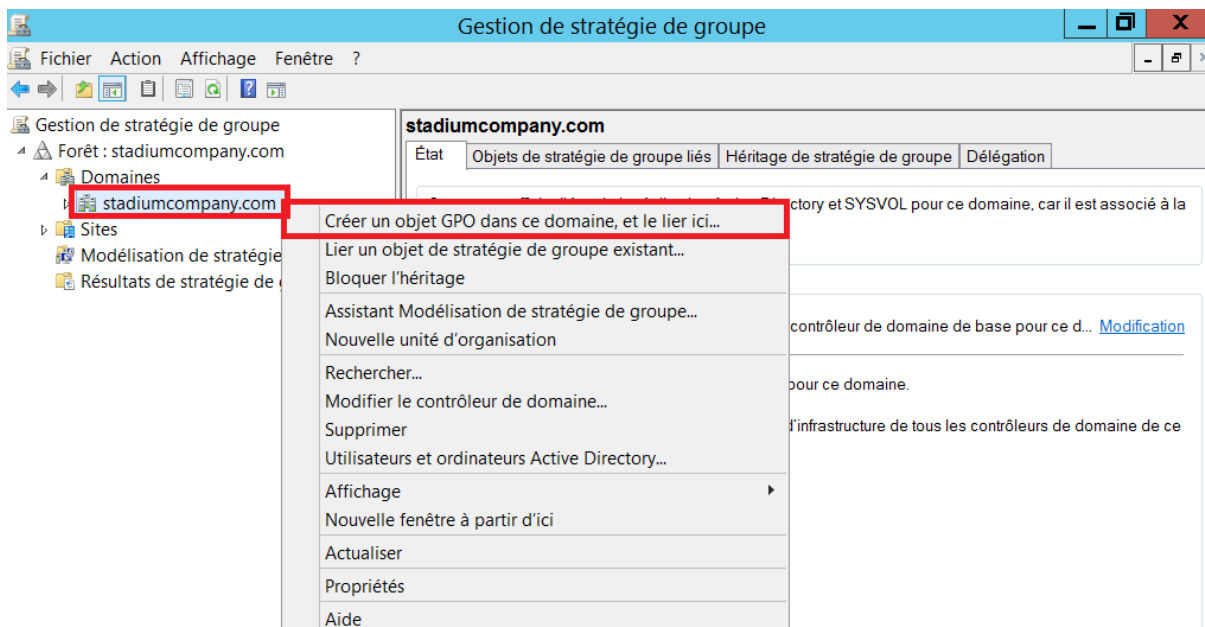 Gestion de stratégie de groupe
Fichier Action Affichage Fenêtre ?
Gestion de stratégie de groupe
Forêt : stadiumcompany.com
Domaines
stadiumcompany.com
Sites
Modélisation de stratégie
Résultats de stratégie de
stadiumcompany.com
État Objets de stratégie de groupe liés Héritage de stratégie de groupe Délégation
ctory et SYSVOL pour ce domaine, car il est associé à la
contrôleur de domaine de base pour ce d... Modification
pour ce domaine.
d'infrastructure de tous les contrôleurs de domaine de ce
Créer un objet GPO dans ce domaine, et le lier ici...
Lier un objet de stratégie de groupe existant...
Bloquer l'héritage
Assistant Modélisation de stratégie de groupe...
Nouvelle unité d'organisation
Rechercher...
Modifier le contrôleur de domaine...
Supprimer
Utilisateurs et ordinateurs Active Directory...
Affichage
Nouvelle fenêtre à partir d'ici
Actualiser
Propriétés
Aide